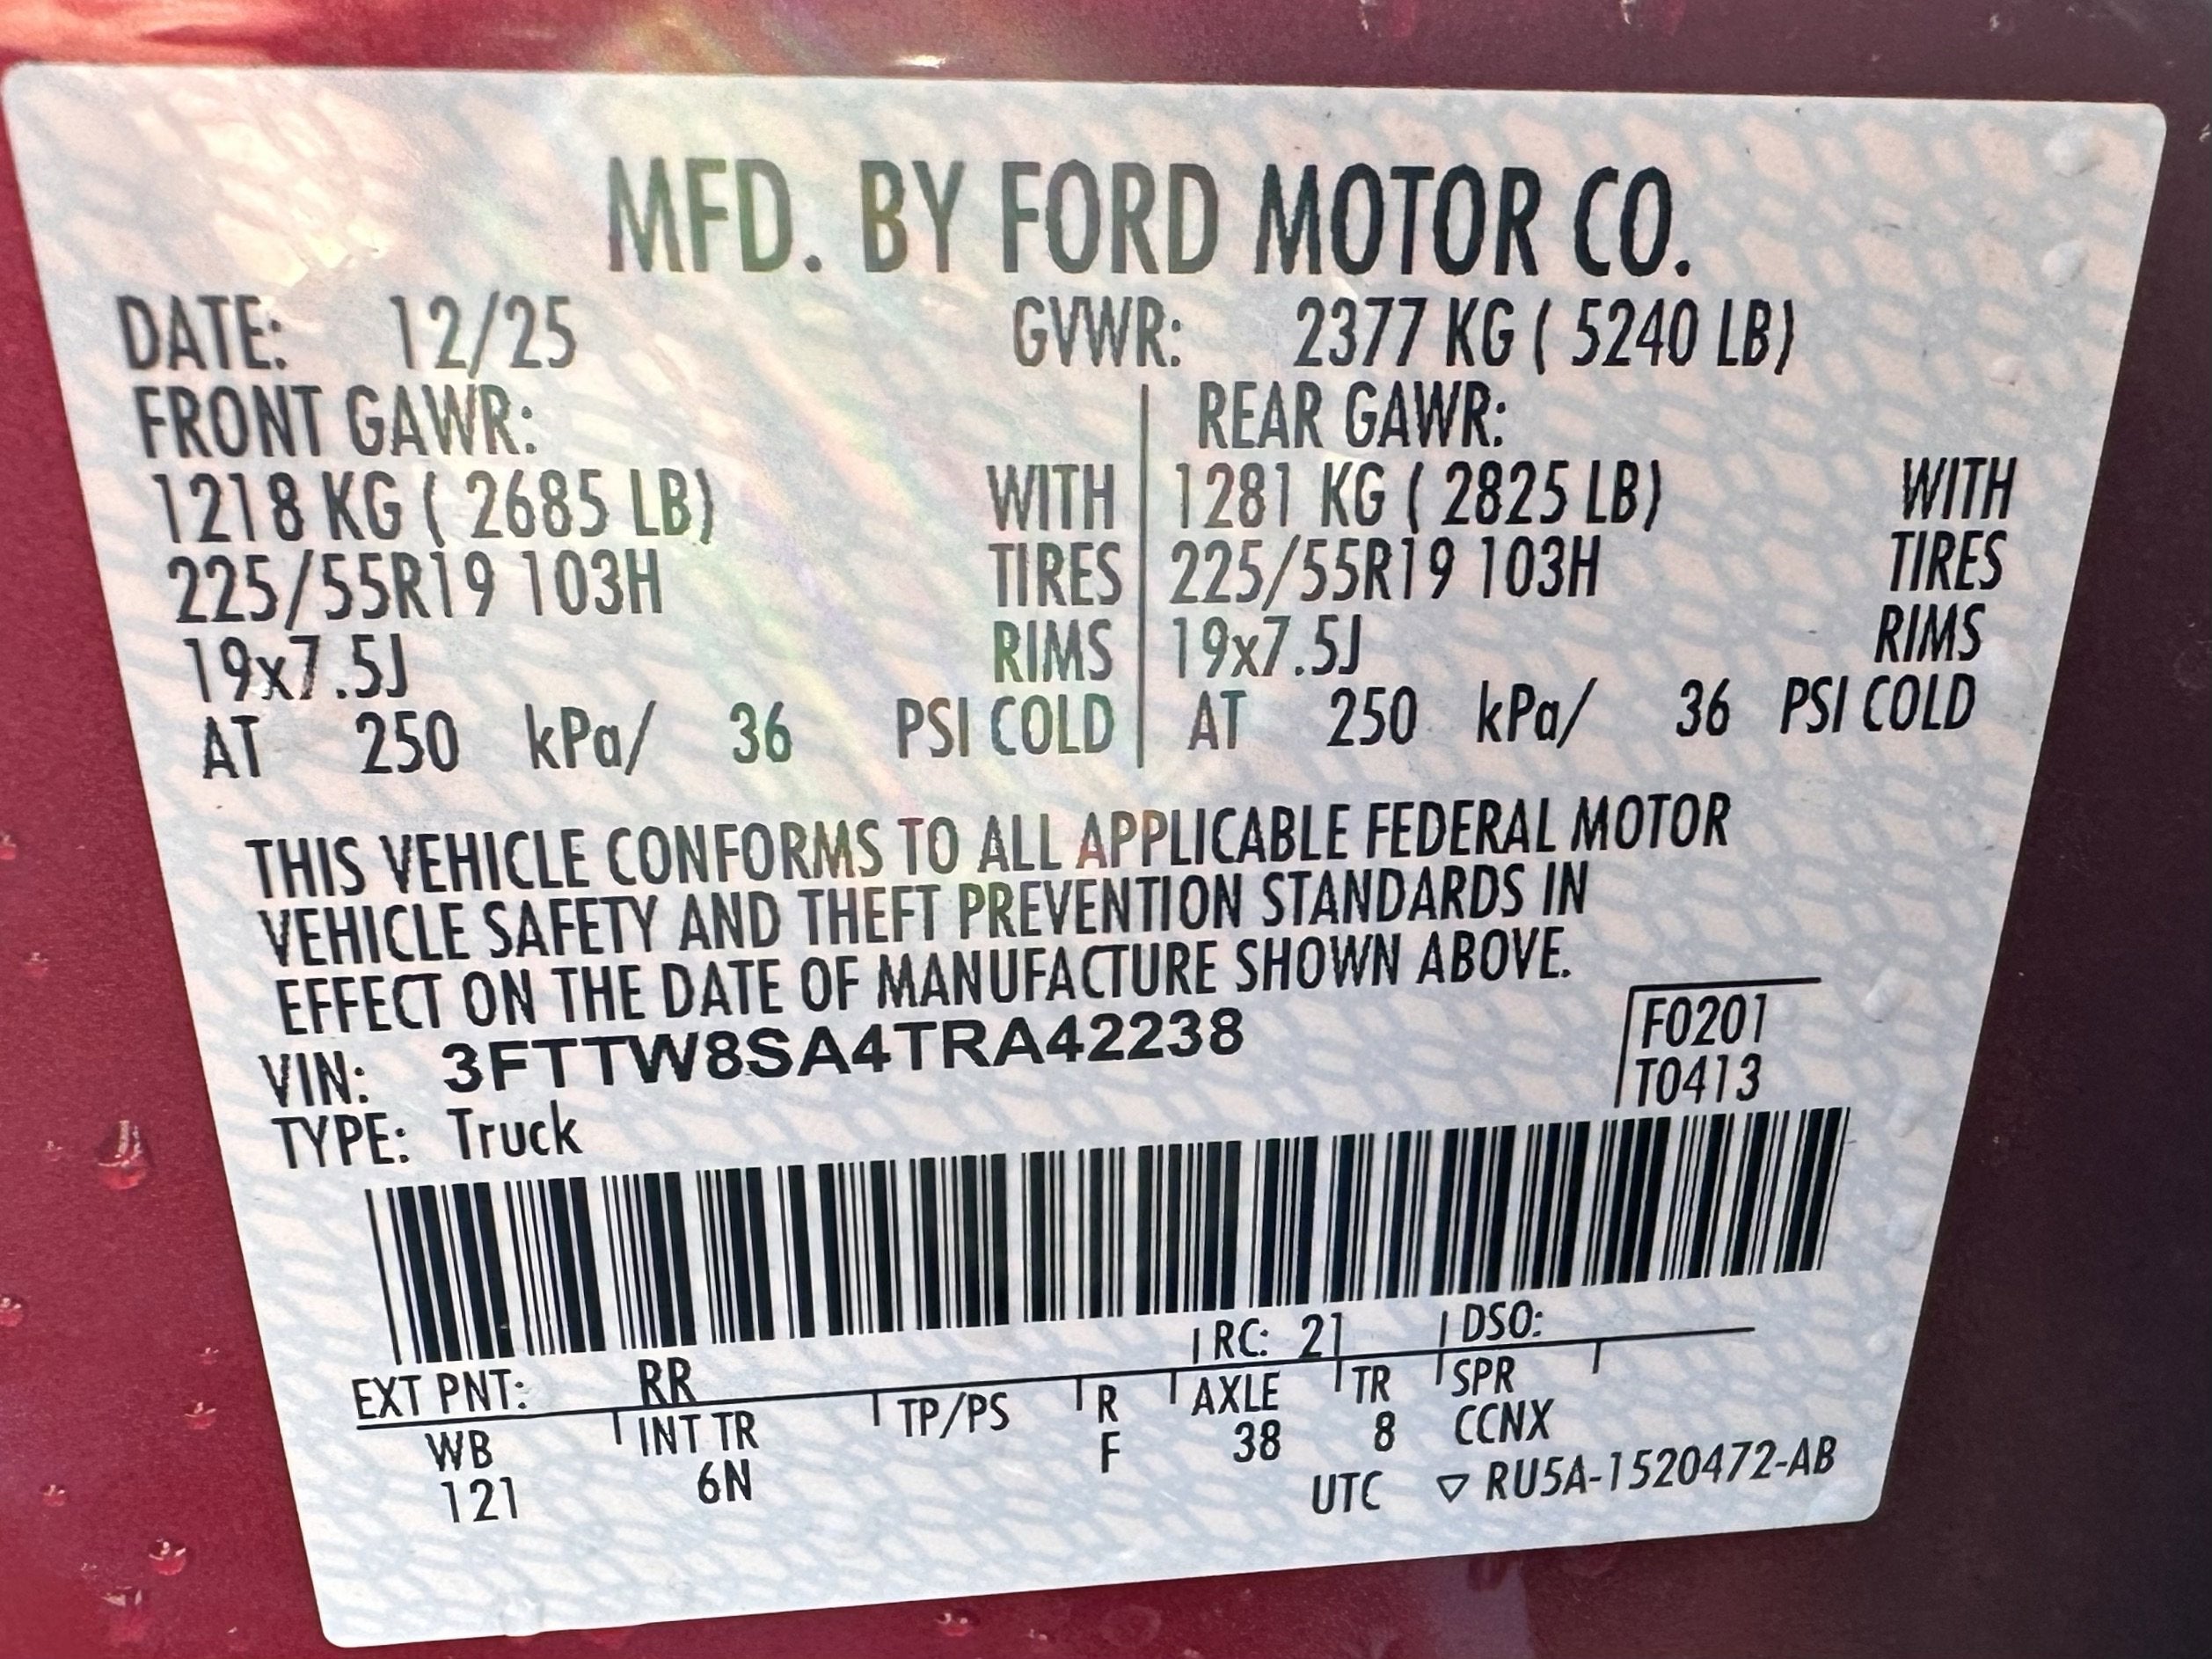 MFD. BY FORD MOTOR CO.
DATE: 12/25 GVWR: 2377 KG ( 5240 LB)
FRONT GAWR: REAR GAWR:
1218 KG ( 2685 LB) WITH 1281 KG ( 2825 LB) WITH
225/55R19 103H TIRES 225/55R19 103H TIRES
19x7.5J RIMS 19x7.5J RIMS
AT 250 kPa/ 36 PSI COLD AT 250 kPa/ 36 PSI COLD
THIS VEHICLE CONFORMS TO ALL APPLICABLE FEDERAL MOTOR
VEHICLE SAFETY AND THEFT PREVENTION STANDARDS IN
EFFECT ON THE DATE OF MANUFACTURE SHOWN ABOVE.
VIN: 3FTTW8SA4TRA42238 F0201
TYPE: Truck T0413
EXT PNT: RR RC: 21 DSO:
WB INT TR TP/PS R AXLE TR SPR
121 6N F 38 8 CCNX
UTC ▽ RU5A-1520472-AB